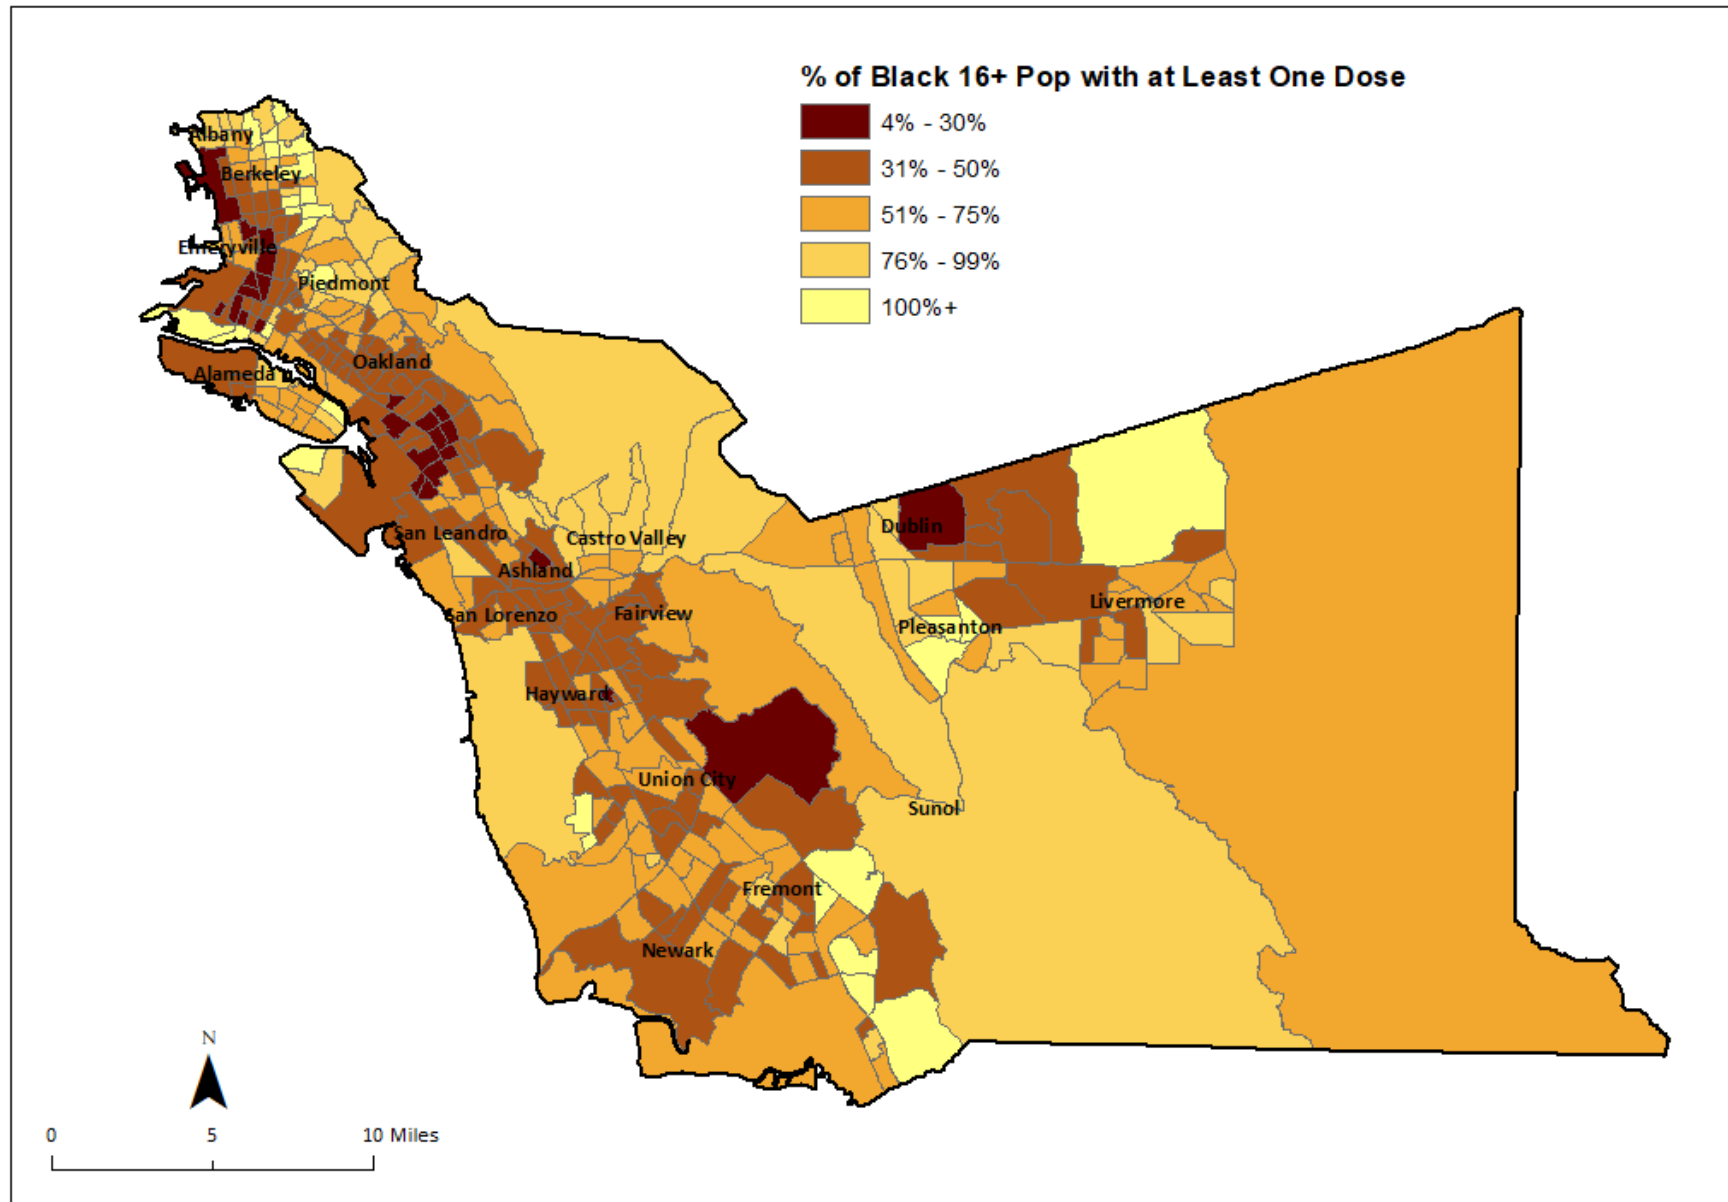 % of Black 16+ Pop with at Least One Dose
4% - 30%
31% - 50%
51% - 75%
76% - 99%
100%+
Albany
Berkeley
Emeryville
Piedmont
Oakland
Alameda
San Leandro
Castro Valley
Dublin
Ashland
San Lorenzo
Fairview
Livermore
Pleasanton
Hayward
Union City
Sunol
Fremont
Newark
N
0 5 10 Miles